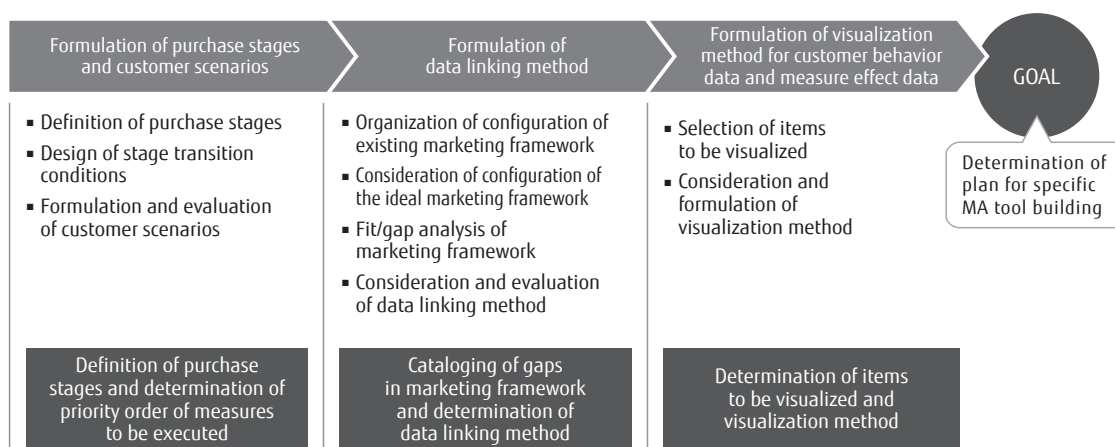 Formulation of purchase stages
and customer scenarios
Formulation of
data linking method
Formulation of visualization
method for customer behavior
data and measure effect data
GOAL
▪ Definition of purchase stages
▪ Design of stage transition
conditions
▪ Formulation and evaluation
of customer scenarios
▪ Organization of configuration of
existing marketing framework
▪ Consideration of configuration of
the ideal marketing framework
▪ Fit/gap analysis of
marketing framework
▪ Consideration and evaluation
of data linking method
▪ Selection of items
to be visualized
▪ Consideration and
formulation of
visualization method
Determination of
plan for specific
MA tool building
Definition of purchase
stages and determination of
priority order of measures
to be executed
Cataloging of gaps
in marketing framework
and determination of
data linking method
Determination of items
to be visualized and
visualization method